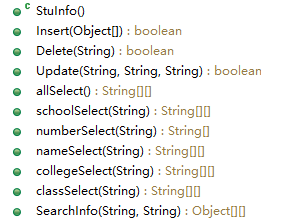 C StuInfo()
Insert(Object[]) : boolean
Delete(String) : boolean
Update(String, String, String) : boolean
allSelect() : String[][]
schoolSelect(String) : String[][]
numberSelect(String) : String[]
nameSelect(String) : String[][]
collegeSelect(String) : String[][]
classSelect(String) : String[][]
SearchInfo(String, String) : Object[][]